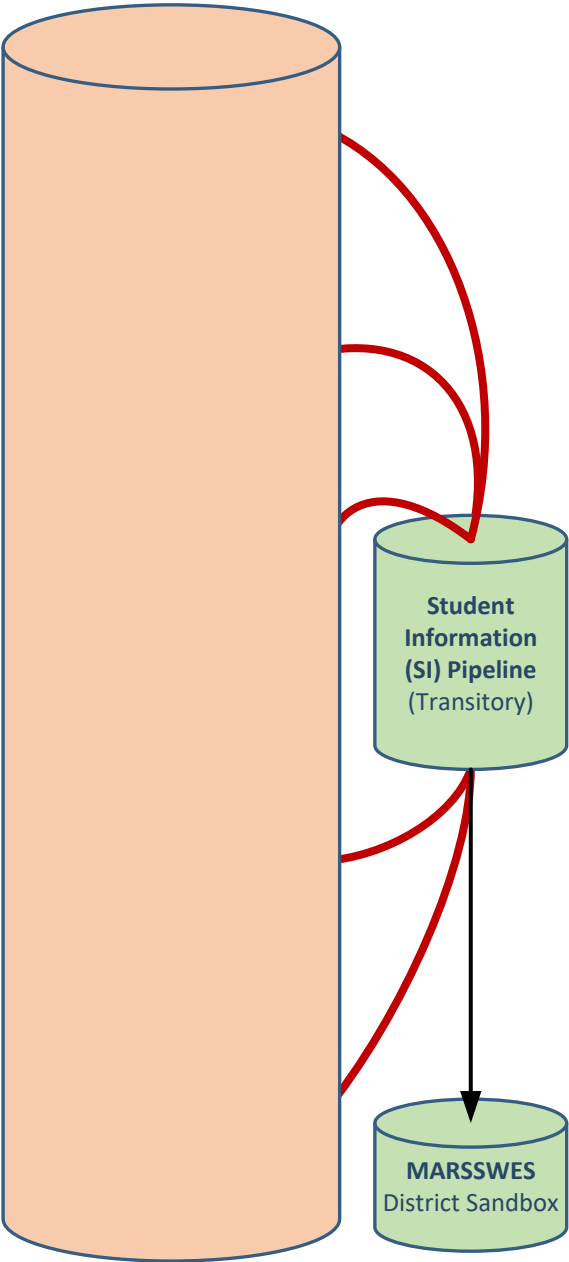 Student
Information
(SI) Pipeline
(Transitory)
MARSSWES
District Sandbox